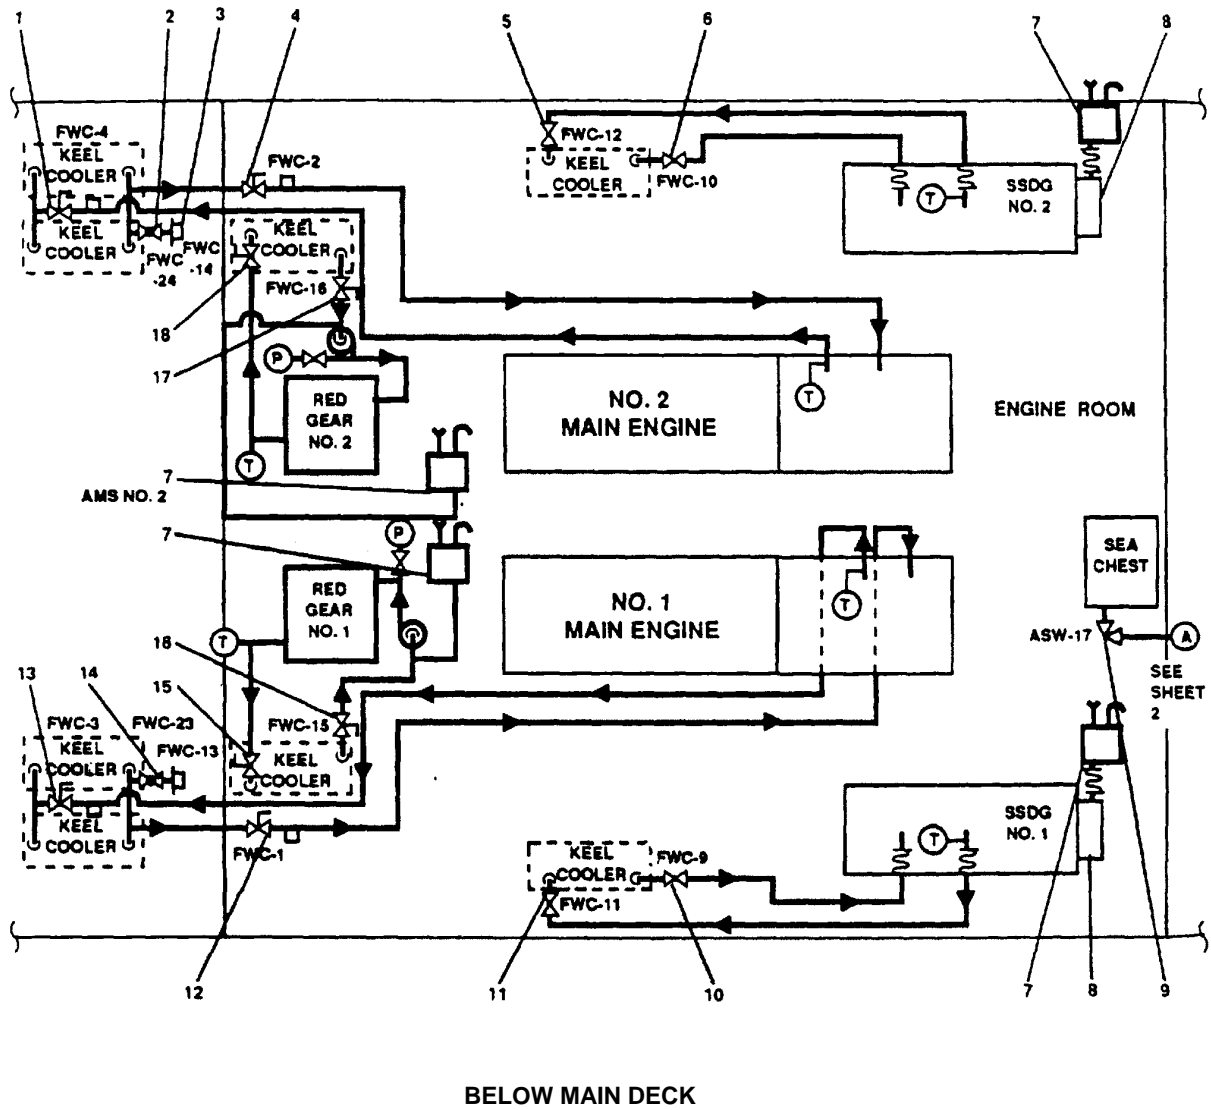 1
2
3
4
5
6
7
8
FWC-4
KEEL
COOLER
FWC-2
FWC-12
KEEL
COOLER
FWC-10
T
SSDG
NO. 2
KEEL
COOLER
FWC
-24
FWC
-14
KEEL
COOLER
FWC-16
18
17
P
RED
GEAR
NO. 2
T
NO. 2
MAIN ENGINE
T
ENGINE ROOM
7
AMS NO. 2
7
P
RED
GEAR
NO. 1
T
NO. 1
MAIN ENGINE
T
SEA
CHEST
ASW-17
A
SEE
SHEET
2
16
13
14
15
FWC-3
FWC-23
FWC-13
KEEL
COOLER
FWC-15
KEEL
COOLER
KEEL
COOLER
FWC-1
KEEL
COOLER
FWC-9
FWC-11
T
SSDG
NO. 1
12
11
10
7
8
9
BELOW MAIN DECK